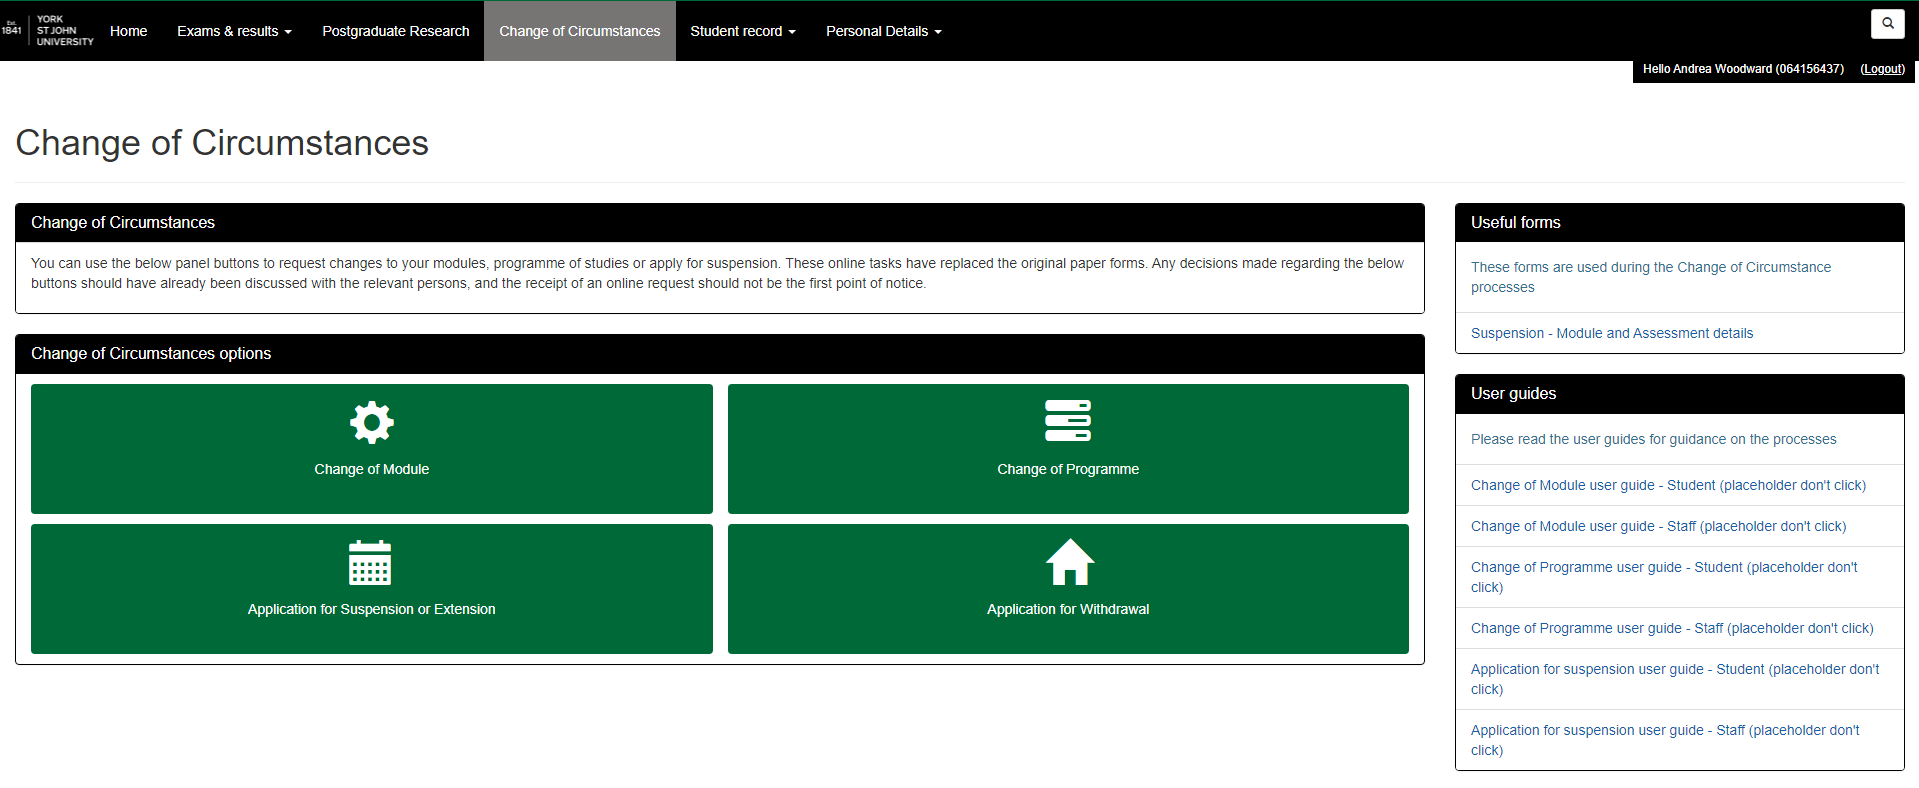 Est.
1841
YORK
ST JOHN
UNIVERSITY
Home
Exams & results
Postgraduate Research
Change of Circumstances
Student record
Personal Details
Hello Andrea Woodward (064156437) (Logout)
Change of Circumstances
Change of Circumstances
You can use the below panel buttons to request changes to your modules, programme of studies or apply for suspension. These online tasks have replaced the original paper forms. Any decisions made regarding the below
buttons should have already been discussed with the relevant persons, and the receipt of an online request should not be the first point of notice.
Change of Circumstances options
Change of Module
Change of Programme
Application for Suspension or Extension
Application for Withdrawal
Useful forms
These forms are used during the Change of Circumstance
processes
Suspension - Module and Assessment details
User guides
Please read the user guides for guidance on the processes
Change of Module user guide - Student (placeholder don't click)
Change of Module user guide - Staff (placeholder don't click)
Change of Programme user guide - Student (placeholder don't
click)
Change of Programme user guide - Staff (placeholder don't click)
Application for suspension user guide - Student (placeholder don't
click)
Application for suspension user guide - Staff (placeholder don't
click)